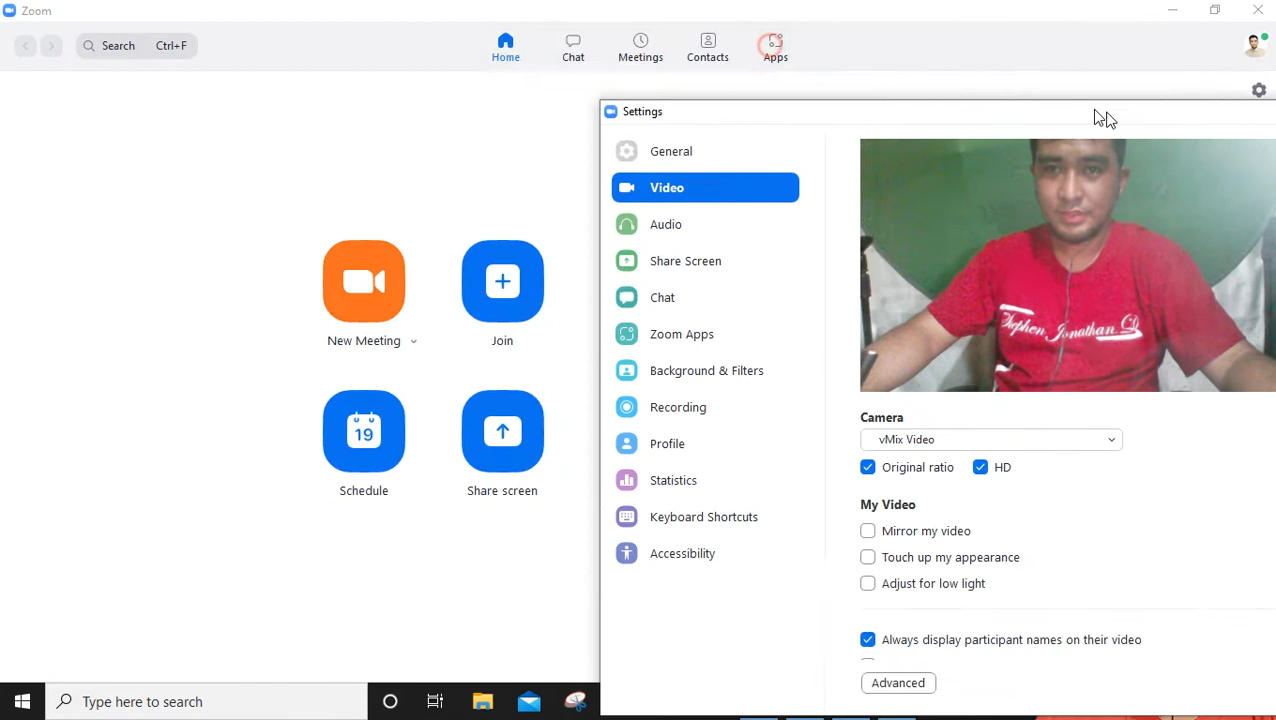 Zoom
Search Ctrl+F
Home Chat Meetings Contacts Apps
Settings
General
Video
Audio
Share Screen
Chat
Zoom Apps
Background & Filters
Recording
Profile
Statistics
Keyboard Shortcuts
Accessibility
New Meeting
Join
19
Schedule
Share screen
Stephen Jonathan
Camera
vMix Video
Original ratio HD
My Video
Mirror my video
Touch up my appearance
Adjust for low light
Always display participant names on their video
Advanced
Type here to search